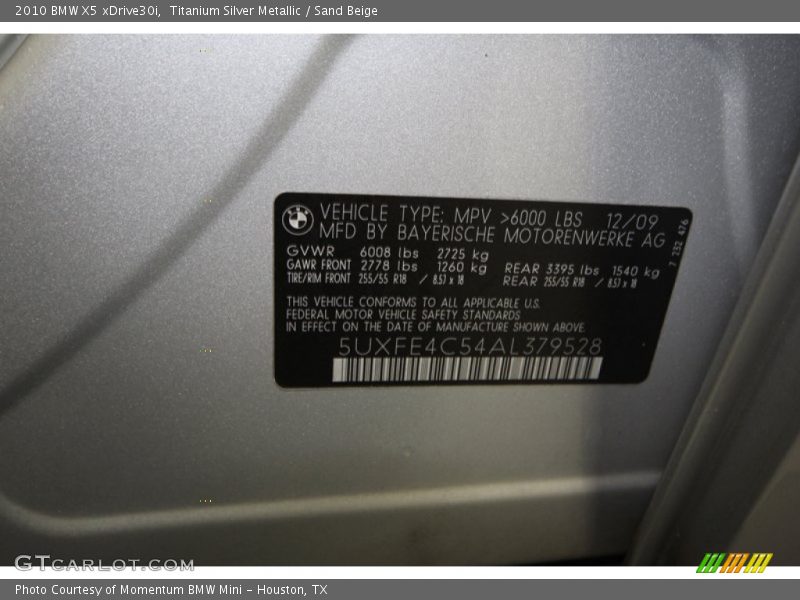 2010 BMW X5 xDrive30i, Titanium Silver Metallic / Sand Beige
VEHICLE TYPE: MPV >6000 LBS 12/09
MFD BY BAYERISCHE MOTORENWERKE AG
7 232 476
GVWR 6008 lbs 2725 kg
GAWR FRONT 2778 lbs 1260 kg REAR 3395 lbs 1540 kg
TIRE/RIM FRONT 255/55 R18 / 8.5J x 18 REAR 255/55 R18 / 8.5J x 18
THIS VEHICLE CONFORMS TO ALL APPLICABLE U.S.
FEDERAL MOTOR VEHICLE SAFETY STANDARDS
IN EFFECT ON THE DATE OF MANUFACTURE SHOWN ABOVE.
5UXFE4C54AL379528
GTCARLOT.COM
Photo Courtesy of Momentum BMW Mini - Houston, TX